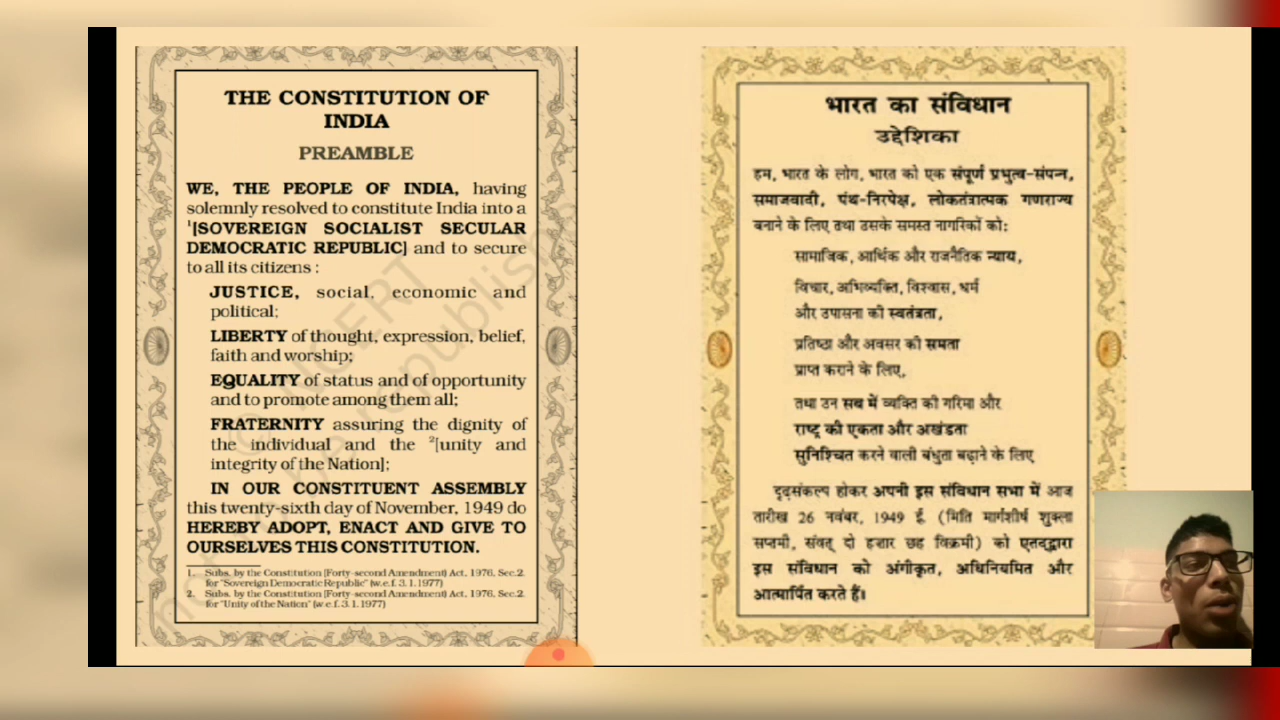 THE CONSTITUTION OF
INDIA
PREAMBLE
WE, THE PEOPLE OF INDIA, having
solemnly resolved to constitute India into a
¹[SOVEREIGN SOCIALIST SECULAR
DEMOCRATIC REPUBLIC] and to secure
to all its citizens :
JUSTICE, social, economic and
political;
LIBERTY of thought, expression, belief,
faith and worship;
EQUALITY of status and of opportunity
and to promote among them all;
FRATERNITY assuring the dignity of
the individual and the ²[unity and
integrity of the Nation];
IN OUR CONSTITUENT ASSEMBLY
this twenty-sixth day of November, 1949 do
HEREBY ADOPT, ENACT AND GIVE TO
OURSELVES THIS CONSTITUTION.
1. Subs. by the Constitution [Forty-second Amendment) Act, 1976, Sec.2,
for "Sovereign Democratic Republic" (w.e.f. 3.1.1977)
2. Subs. by the Constitution [Forty-second Amendment) Act, 1976, Sec.2,
for "Unity of the Nation" (w.e.f. 3.1.1977)
© NCERT
not be republished
भारत का संविधान
उद्देशिका
हम, भारत के लोग, भारत को एक संपूर्ण प्रभुत्व-संपन्न,
समाजवादी, पंथ-निरपेक्ष, लोकतंत्रात्मक गणराज्य
बनाने के लिए तथा उसके समस्त नागरिकों को:
सामाजिक, आर्थिक और राजनैतिक न्याय,
विचार, अभिव्यक्ति, विश्वास, धर्म
और उपासना की स्वतंत्रता,
प्रतिष्ठा और अवसर की समता
प्राप्त कराने के लिए,
तथा उन सब में व्यक्ति की गरिमा और
राष्ट्र की एकता और अखंडता
सुनिश्चित करने वाली बंधुता बढ़ाने के लिए
दृढ़संकल्प होकर अपनी इस संविधान सभा में आज
तारीख 26 नवंबर, 1949 ई. (मिति मार्गशीर्ष शुक्ला
सप्तमी, संवत् दो हजार छह विक्रमी) को एतद्द्वारा
इस संविधान को अंगीकृत, अधिनियमित और
आत्मार्पित करते हैं।